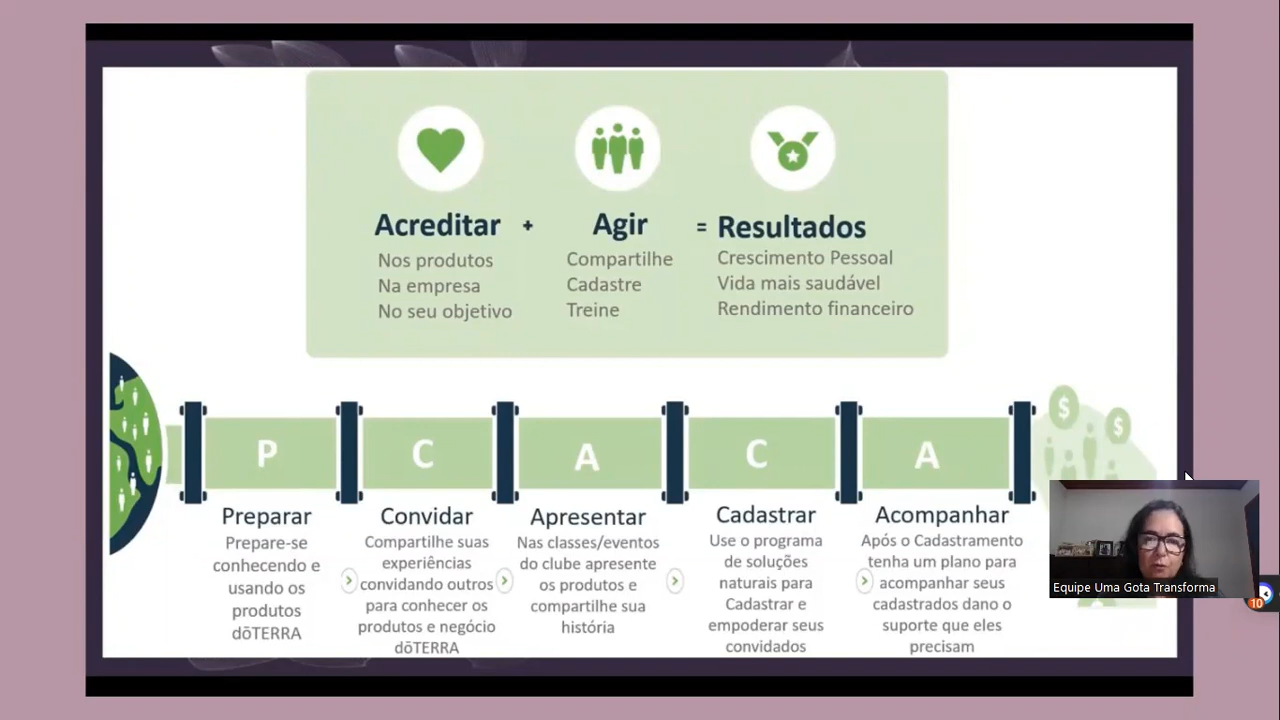 Acreditar + Agir = Resultados
Nos produtos
Na empresa
No seu objetivo
Compartilhe
Cadastre
Treine
Crescimento Pessoal
Vida mais saudável
Rendimento financeiro
P C A C A
$ $
Preparar
Prepare-se
conhecendo e
usando os
produtos
dōTERRA
Convidar
Compartilhe suas
experiências
convidando outros
para conhecer os
produtos e negócio
dōTERRA
Apresentar
Nas classes/eventos
do clube apresente
os produtos e
compartilhe sua
história
Cadastrar
Use o programa
de soluções
naturais para
Cadastrar e
empoderar seus
convidados
Acompanhar
Após o Cadastramento
tenha um plano para
acompanhar seus
cadastrados dano o
suporte que eles
precisam
Equipe Uma Gota Transforma
10